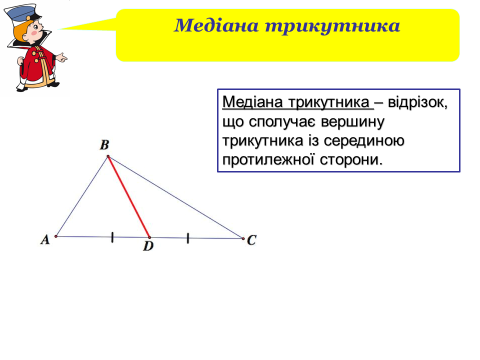 Медіана трикутника
Медіана трикутника – відрізок,
що сполучає вершину
трикутника із серединою
протилежної сторони.
B
A
D
C